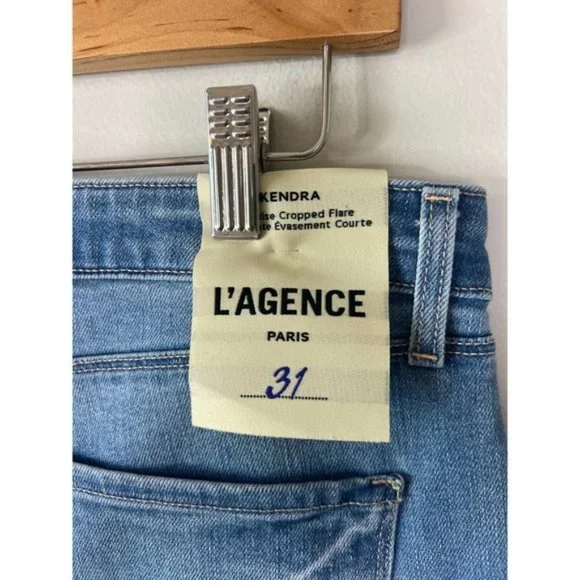 KENDRA
Cropped Flare
Évasement Courte
L'AGENCE
PARIS
31